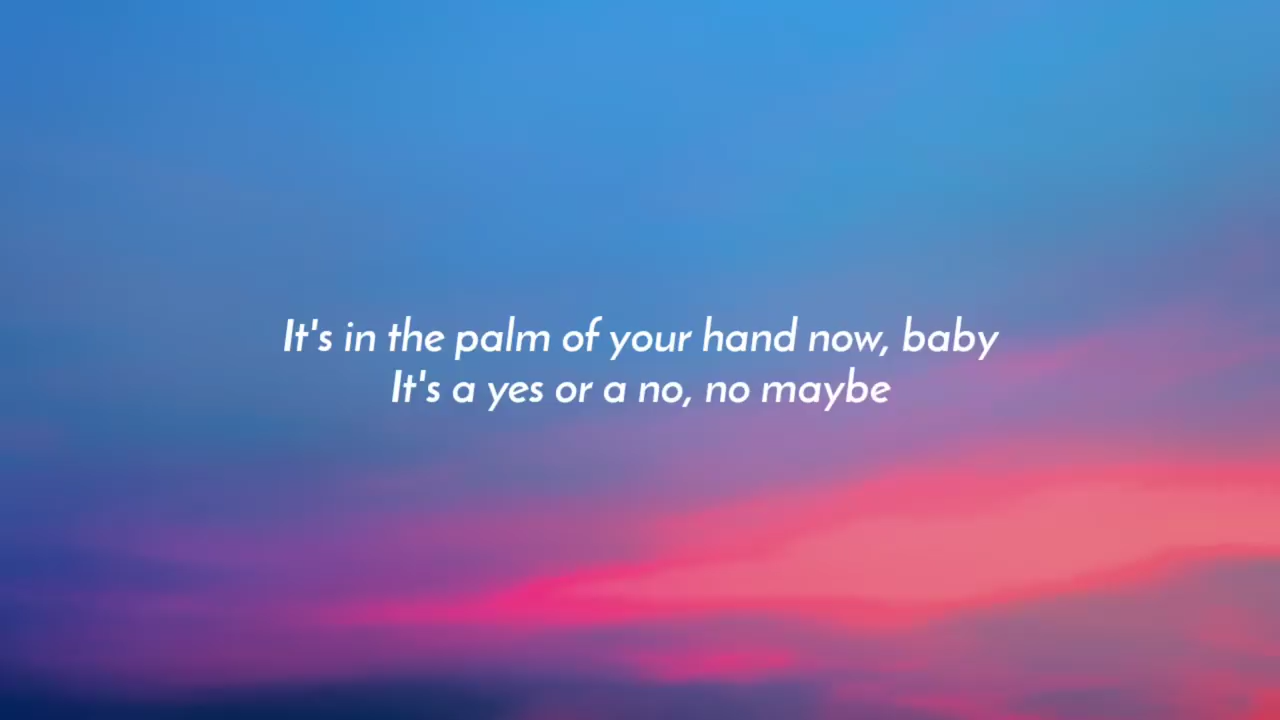 It's in the palm of your hand now, baby
It's a yes or a no, no maybe